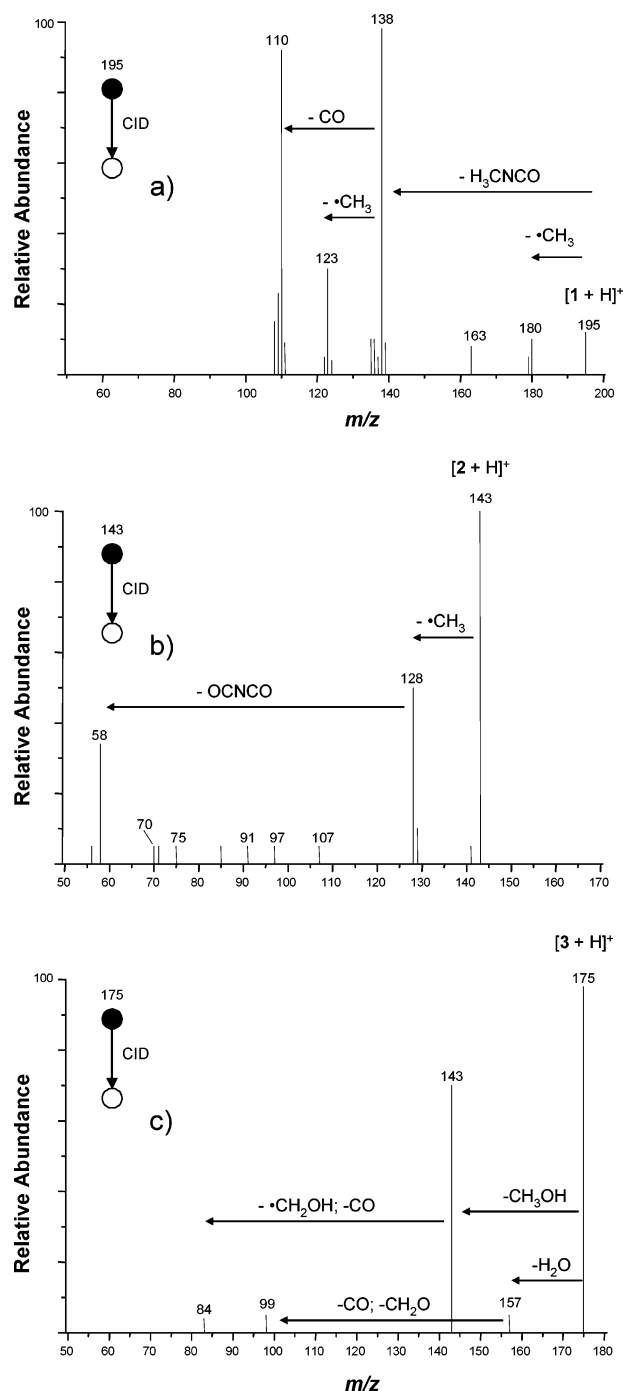 100
138
110
195
- CO
CID
- H₃CNCO
a)
- •CH₃
- •CH₃
123
[1 + H]⁺
163
180
195
Relative Abundance
60
80
100
120
140
160
180
200
m/z
[2 + H]⁺
100
143
143
CID
- •CH₃
b)
- OCNCO
128
58
70
75
91
97
107
Relative Abundance
50
60
70
80
90
100
110
120
130
140
150
160
170
[3 + H]⁺
100
175
175
CID
143
c)
- •CH₂OH; -CO
-CH₃OH
-H₂O
-CO; -CH₂O
84
99
157
Relative Abundance
50
60
70
80
90
100
110
120
130
140
150
160
170
180
m/z